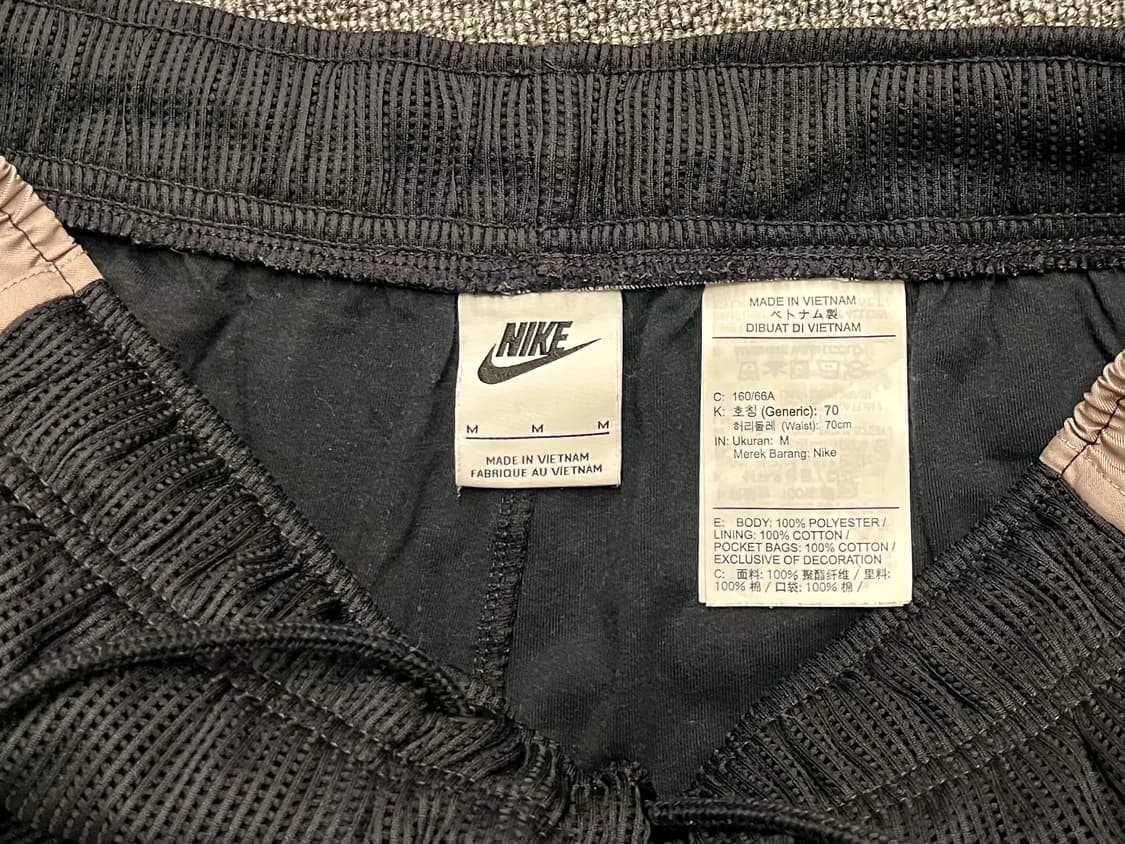 NIKE
M M M
MADE IN VIETNAM
FABRIQUE AU VIETNAM
MADE IN VIETNAM
ベトナム製
DIBUAT DI VIETNAM
C: 160/66A
K: 호칭 (Generic): 70
허리둘레 (Waist): 70cm
IN: Ukuran: M
Merek Barang: Nike
E: BODY: 100% POLYESTER /
LINING: 100% COTTON /
POCKET BAGS: 100% COTTON /
EXCLUSIVE OF DECORATION
C: 面料: 100% 聚酯纤维 / 里料:
100% 棉 / 口袋: 100% 棉 /